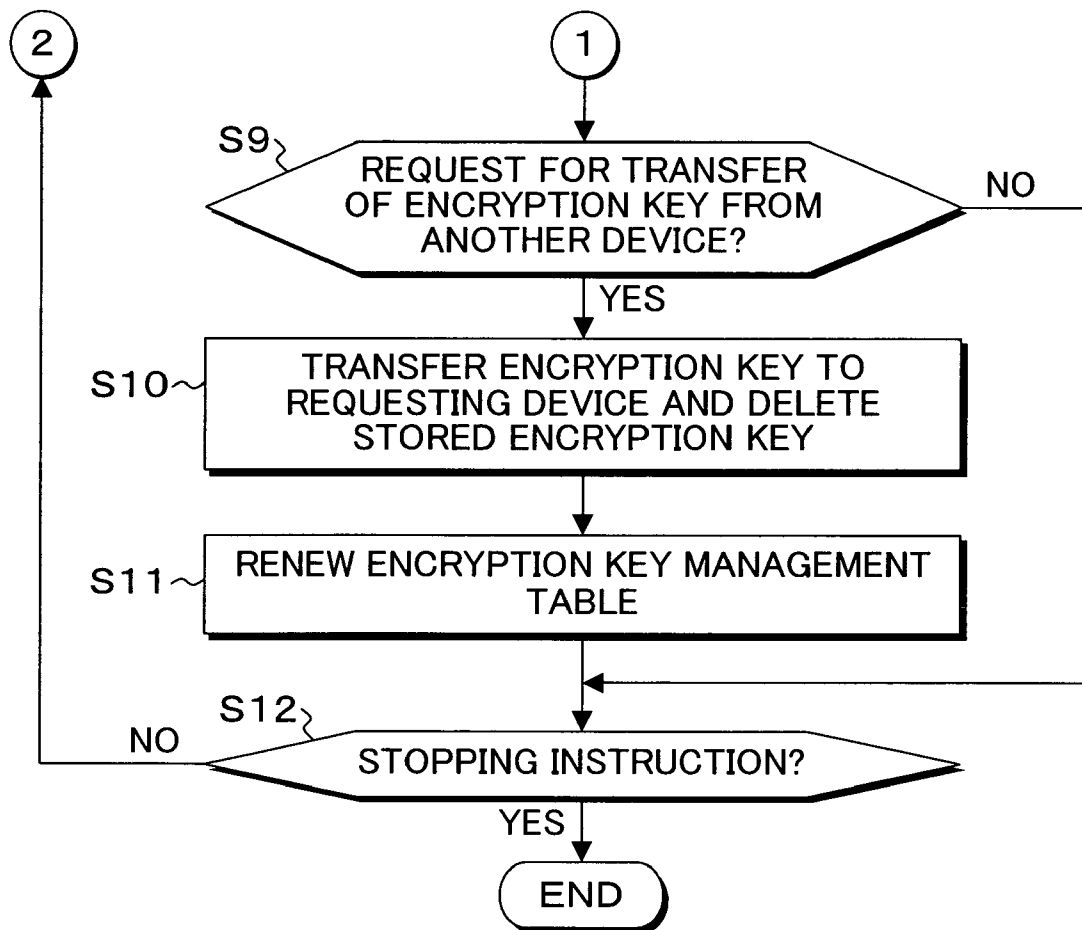 2
1
S9
REQUEST FOR TRANSFER
OF ENCRYPTION KEY FROM
ANOTHER DEVICE?
NO
YES
S10
TRANSFER ENCRYPTION KEY TO
REQUESTING DEVICE AND DELETE
STORED ENCRYPTION KEY
S11
RENEW ENCRYPTION KEY MANAGEMENT
TABLE
S12
NO
STOPPING INSTRUCTION?
YES
END